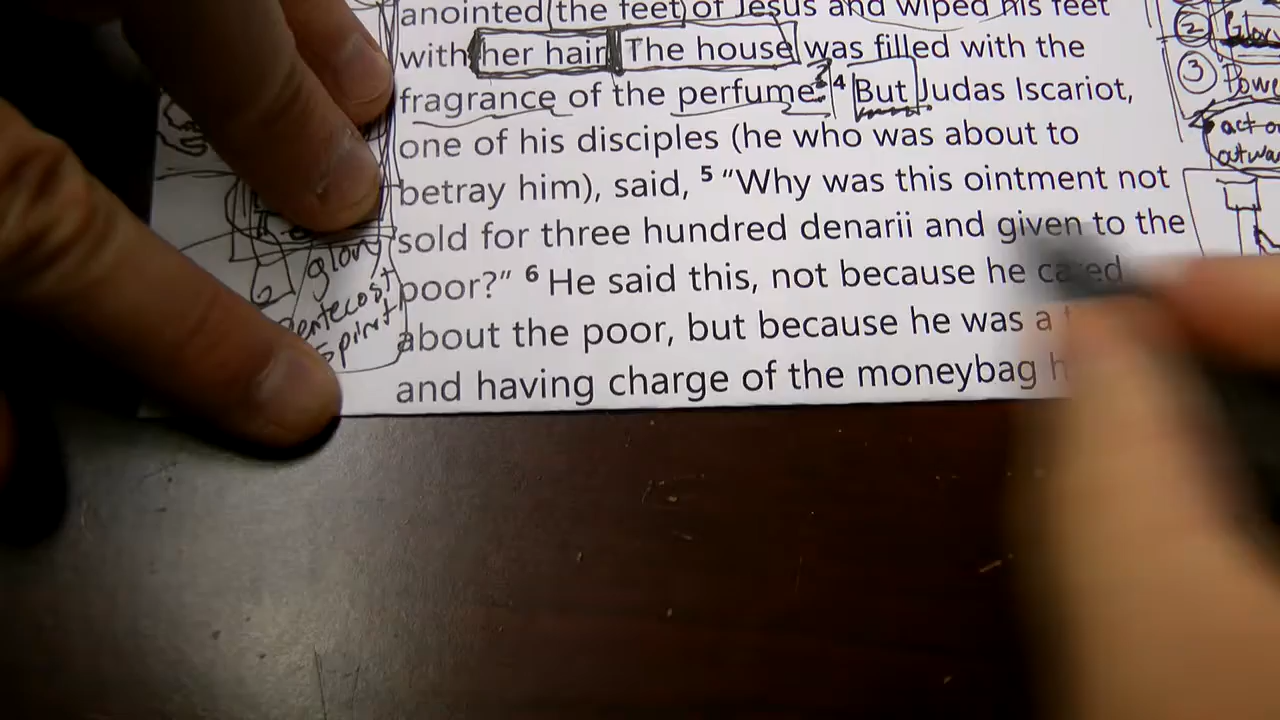 anointed the feet of Jesus and wiped his feet
with her hair. The house was filled with the
fragrance of the perfume. ⁴ But Judas Iscariot,
one of his disciples (he who was about to
betray him), said, ⁵ “Why was this ointment not
sold for three hundred denarii and given to the
poor?” ⁶ He said this, not because he cared
about the poor, but because he was a
and having charge of the moneybag
glory
Pentecost
Spirit
2
3
act